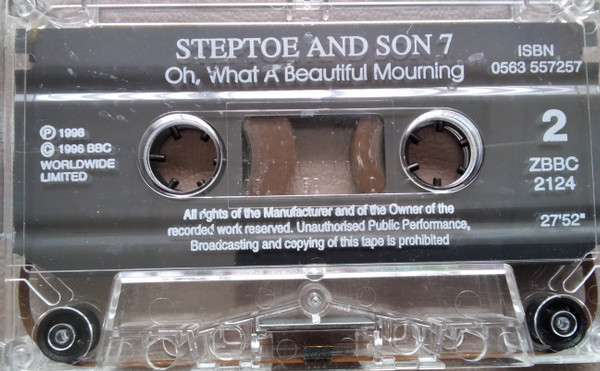 STEPTOE AND SON 7
Oh, What A Beautiful Mourning
ISBN
0563 557257
Ⓟ 1998
© 1998 BBC
WORLDWIDE
LIMITED
2
ZBBC
2124
27'52"
All rights of the Manufacturer and of the Owner of the
recorded work reserved. Unauthorised Public Performance,
Broadcasting and copying of this tape is prohibited